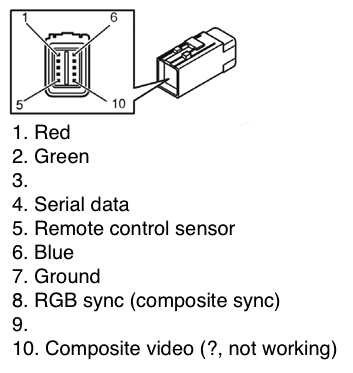 1 6
5 10
1. Red
2. Green
3.
4. Serial data
5. Remote control sensor
6. Blue
7. Ground
8. RGB sync (composite sync)
9.
10. Composite video (?, not working)